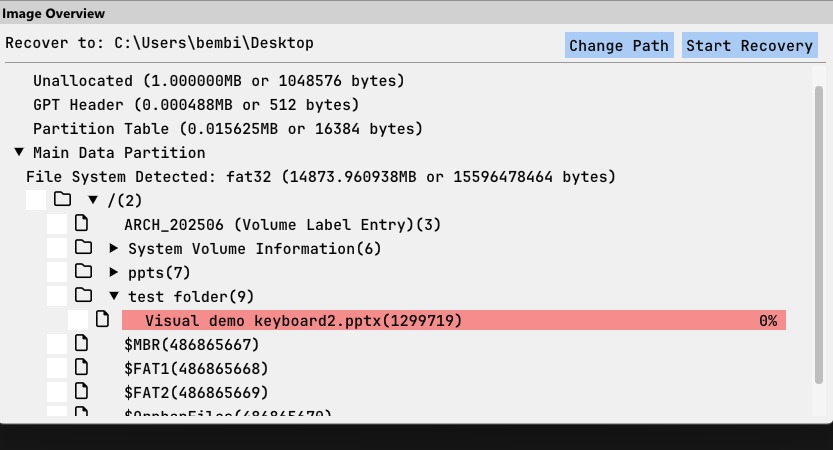 Image Overview
Recover to: C:\Users\bembi\Desktop
Change Path
Start Recovery
Unallocated (1.000000MB or 1048576 bytes)
GPT Header (0.000488MB or 512 bytes)
Partition Table (0.015625MB or 16384 bytes)
Main Data Partition
File System Detected: fat32 (14873.960938MB or 15596478464 bytes)
/(2)
ARCH_202506 (Volume Label Entry)(3)
System Volume Information(6)
ppts(7)
test folder(9)
Visual demo keyboard2.pptx(1299719) 0%
$MBR(486865667)
$FAT1(486865668)
$FAT2(486865669)
$OrphanFiles(486865670)